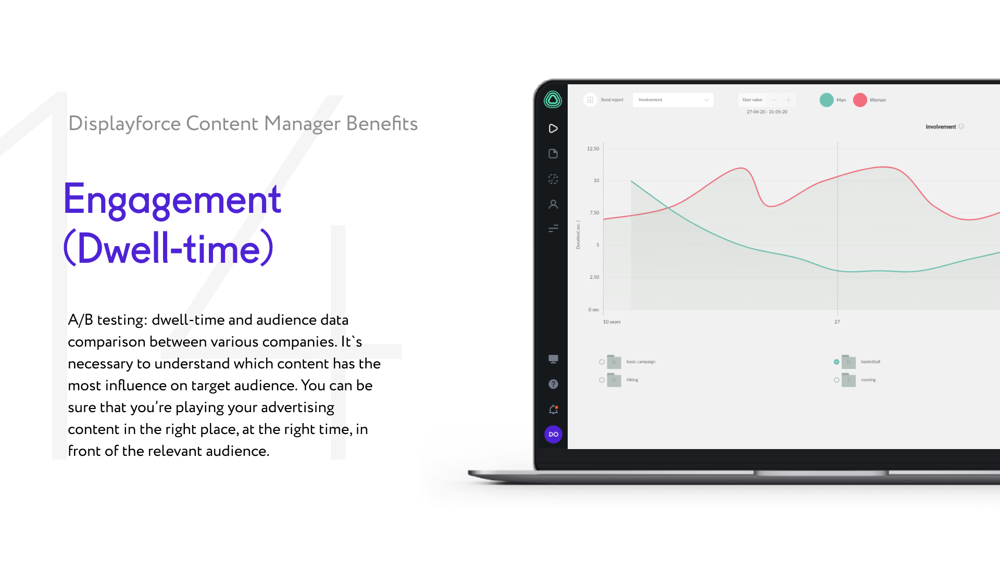 14
Displayforce Content Manager Benefits
Engagement
(Dwell-time)
A/B testing: dwell-time and audience data
comparison between various companies. It`s
necessary to understand which content has the
most influence on target audience. You can be
sure that you’re playing your advertising
content in the right place, at the right time, in
front of the relevant audience.
Send report
Involvement
User value
27-04-20 - 31-05-20
Man
Woman
Involvement ?
12.50
10
7.50
5
2.50
0 sec
Duration( sec. )
10 years
27
b basic campaign
b basketball
h hiking
r running
?
DO